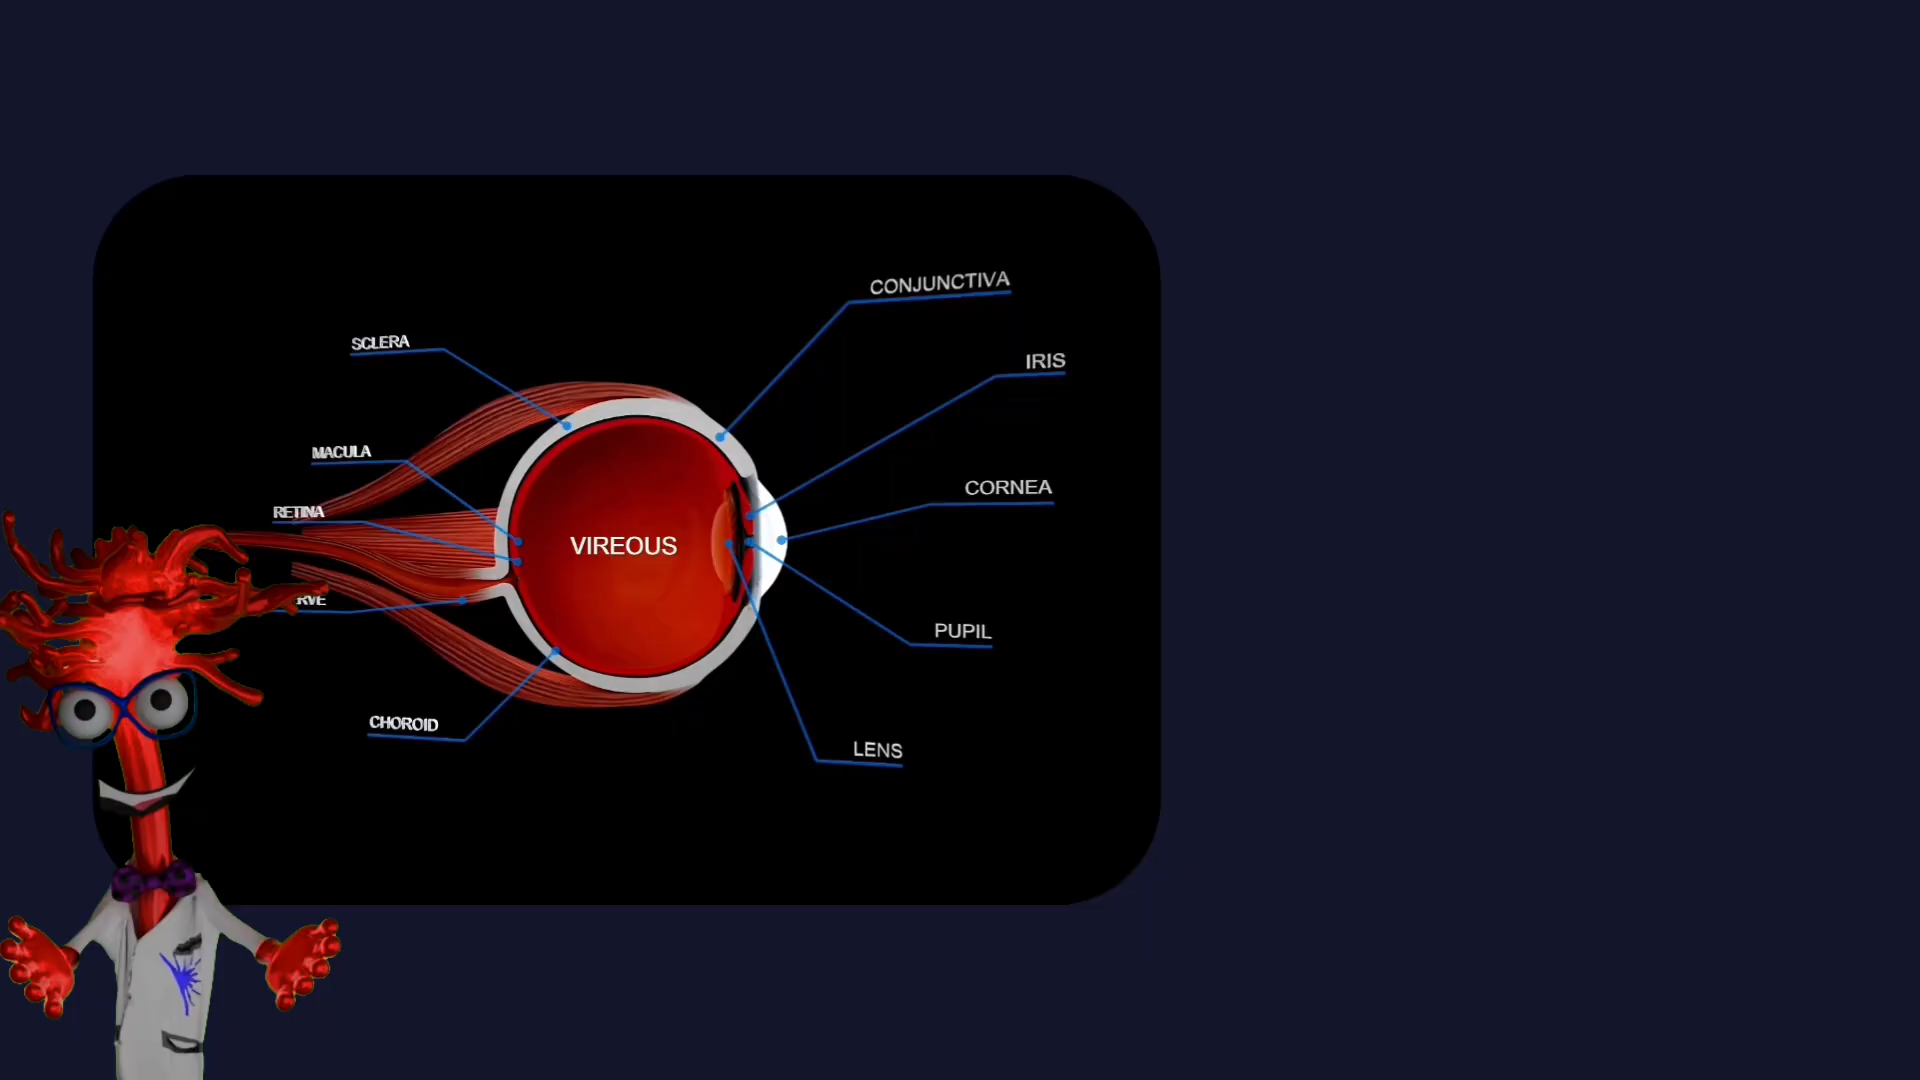 CONJUNCTIVA
SCLERA
IRIS
MACULA
CORNEA
RETINA
VIREOUS
RVE
PUPIL
CHOROID
LENS